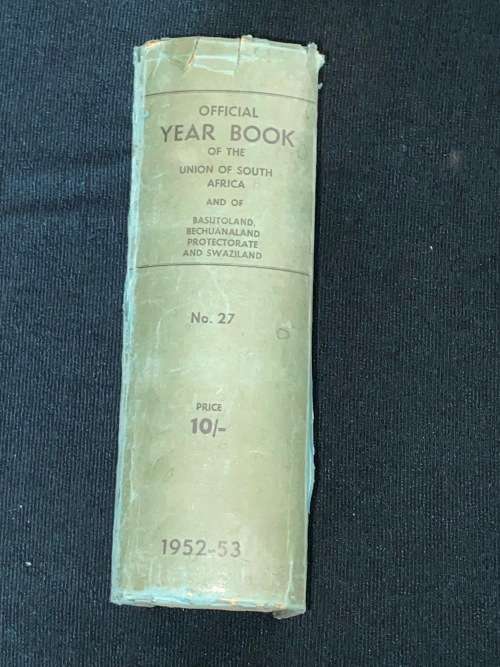 OFFICIAL
YEAR BOOK
OF THE
UNION OF SOUTH
AFRICA
AND OF
BASUTOLAND,
BECHUANALAND
PROTECTORATE
AND SWAZILAND
No. 27
PRICE
10/-
1952-53